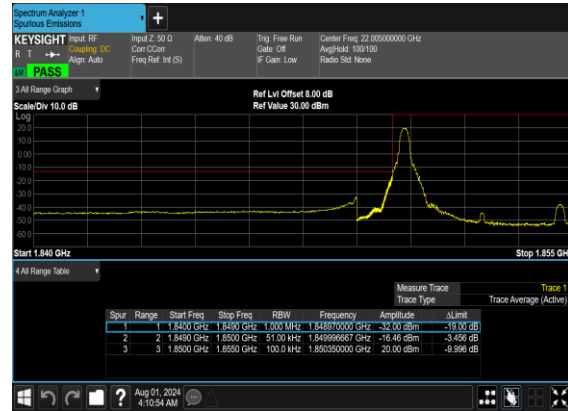 Spectrum Analyzer 1
Spurious Emissions
KEYSIGHT Input: RF Input Z: 50 Ω Atten: 40 dB Trig: Free Run Center Freq: 22.005000000 GHz
R T Coupling: DC Corr CCorr Gate: Off Avg|Hold: 100/100
Align: Auto Freq Ref: Int (S) IF Gain: Low Radio Std: None
PASS
3 All Range Graph
Ref Lvl Offset 8.00 dB
Scale/Div 10.0 dB Ref Value 30.00 dBm
Log
20.0
10.0
0.00
-10.0
-20.0
-30.0
-40.0
-50.0
-60.0
Start 1.840 GHz Stop 1.855 GH
4 All Range Table
Measure Trace Trace 1
Trace Type Trace Average (Active)
Spur Range Start Freq Stop Freq RBW Frequency Amplitude ΔLimit
1 1 1.8400 GHz 1.8490 GHz 1.000 MHz 1.848970000 GHz -32.00 dBm -19.00 dB
2 2 1.8490 GHz 1.8500 GHz 51.00 kHz 1.849996667 GHz -16.46 dBm -3.456 dB
3 3 1.8500 GHz 1.8550 GHz 100.0 kHz 1.850350000 GHz 20.00 dBm -9.996 dB
?
Aug 01, 2024
4:10:54 AM